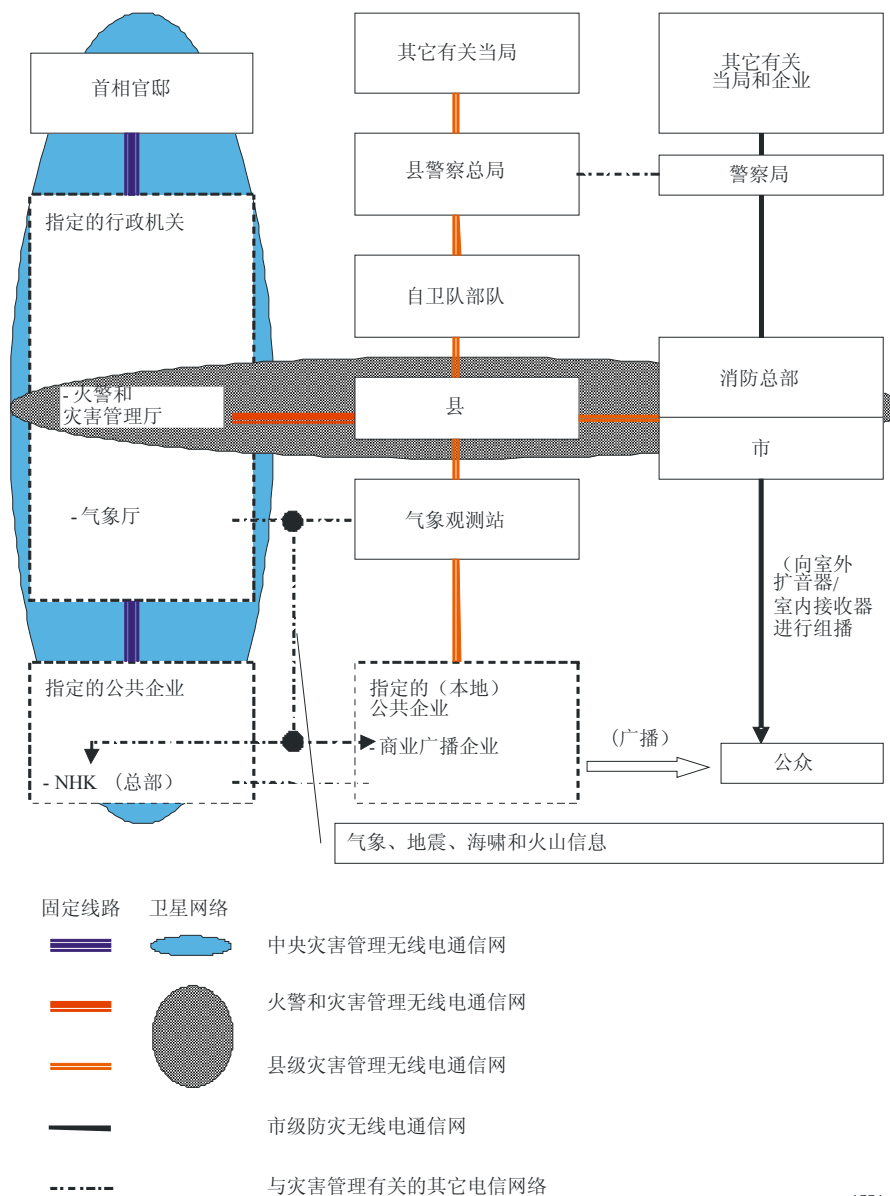 首相官邸
其它有关当局
其它有关
当局和企业
县警察总局
警察局
指定的行政机关
自卫队部队
- 火警和
灾害管理厅
县
消防总部
市
- 气象厅
气象观测站
（向室外
扩音器/
室内接收器
进行组播
指定的公共企业
- NHK （总部）
指定的（本地）
公共企业
- 商业广播企业
（广播）
公众
气象、地震、海啸和火山信息
固定线路 卫星网络
中央灾害管理无线电通信网
火警和灾害管理无线电通信网
县级灾害管理无线电通信网
市级防灾无线电通信网
与灾害管理有关的其它电信网络